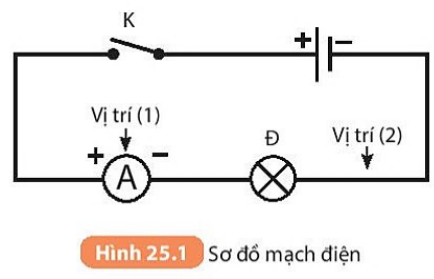 K
+ −
Vị trí (1)
Đ
Vị trí (2)
+ −
A
Hình 25.1 Sơ đồ mạch điện